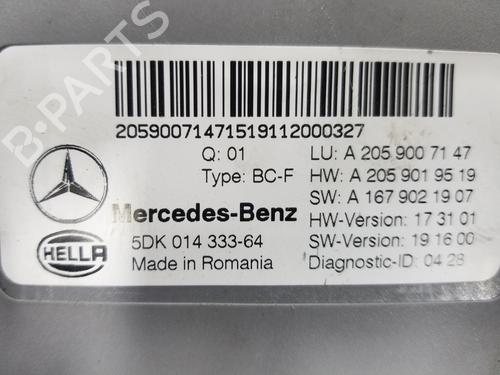 B-PARTS
2059007147151911​2000327
Q: 01
Type: BC-F
Mercedes-Benz
HELLA
5DK 014 333-64
Made in Romania
LU: A 205 900 71 47
HW: A 205 901 95 19
SW: A 167 902 19 07
HW-Version: 17 31 01
SW-Version: 19 16 00
Diagnostic-ID: 04 28